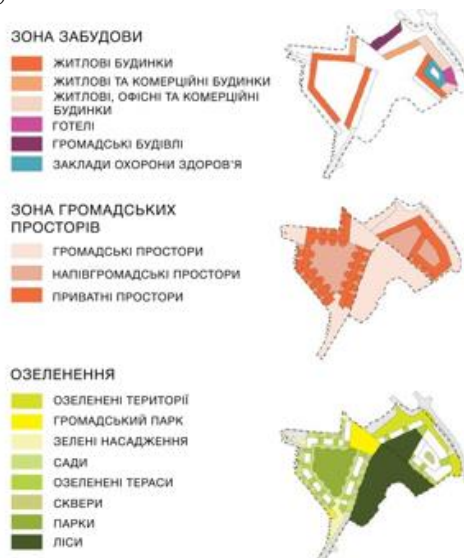 ЗОНА ЗАБУДОВИ
ЖИТЛОВІ БУДИНКИ
ЖИТЛОВІ ТА КОМЕРЦІЙНІ БУДИНКИ
ЖИТЛОВІ, ОФІСНІ ТА КОМЕРЦІЙНІ
БУДИНКИ
ГОТЕЛІ
ГРОМАДСЬКІ БУДІВЛІ
ЗАКЛАДИ ОХОРОНИ ЗДОРОВ'Я
ЗОНА ГРОМАДСЬКИХ
ПРОСТОРІВ
ГРОМАДСЬКІ ПРОСТОРИ
НАПІВГРОМАДСЬКІ ПРОСТОРИ
ПРИВАТНІ ПРОСТОРИ
ОЗЕЛЕНЕННЯ
ОЗЕЛЕНЕНІ ТЕРИТОРІЇ
ГРОМАДСЬКИЙ ПАРК
ЗЕЛЕНІ НАСАДЖЕННЯ
САДИ
ОЗЕЛЕНЕНІ ТЕРАСИ
СКВЕРИ
ПАРКИ
ЛІСИ